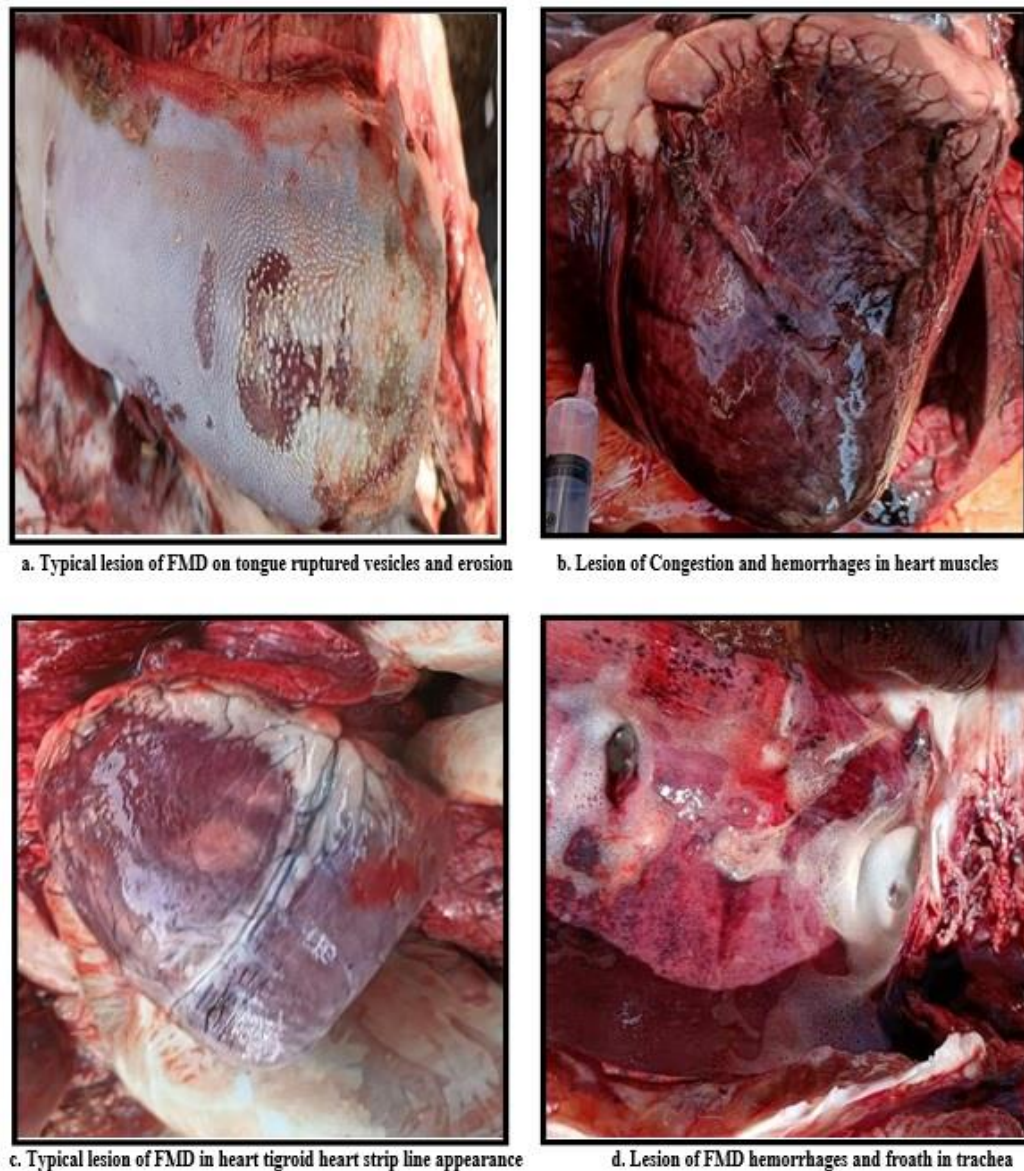 a. Typical lesion of FMD on tongue ruptured vesicles and erosion
b. Lesion of Congestion and hemorrhages in heart muscles
c. Typical lesion of FMD in heart tigroid heart strip line appearance
d. Lesion of FMD hemorrhages and froath in trachea